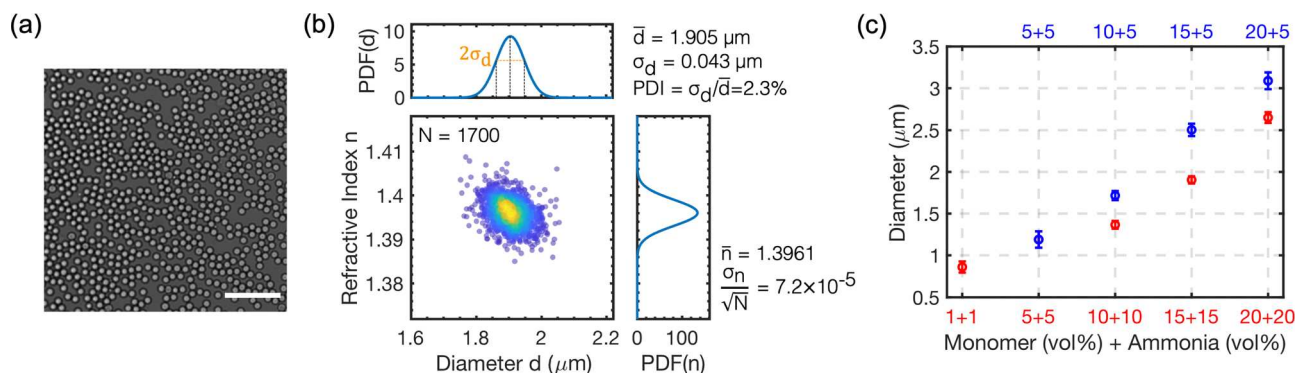 (a)
(b)
PDF(d)
10
5
0
2σd
d̅ = 1.905 μm
σd = 0.043 μm
PDI = σd/d̅=2.3%
N = 1700
Refractive Index n
1.41
1.4
1.39
1.38
1.6
1.8
2
2.2
Diameter d (μm)
n̅ = 1.3961
σn/√N = 7.2×10⁻⁵
0
100
PDF(n)
(c)
5+5
10+5
15+5
20+5
Diameter (μm)
3.5
3
2.5
2
1.5
1
0.5
1+1
5+5
10+10
15+15
20+20
Monomer (vol%) + Ammonia (vol%)